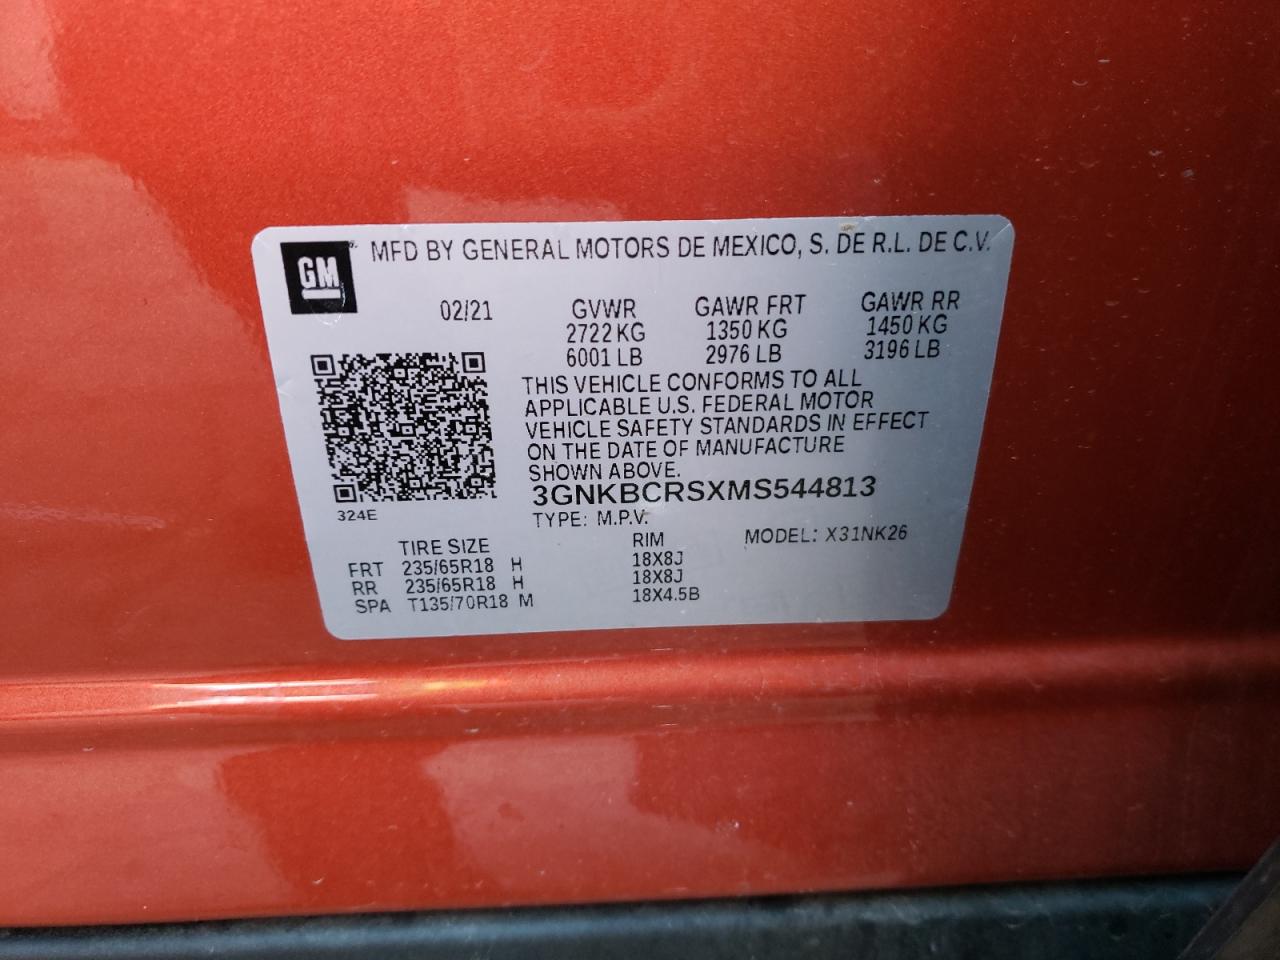 GM
MFD BY GENERAL MOTORS DE MEXICO, S. DE R.L. DE C.V.
02/21 GVWR GAWR FRT GAWR RR
2722 KG 1350 KG 1450 KG
6001 LB 2976 LB 3196 LB
THIS VEHICLE CONFORMS TO ALL
APPLICABLE U.S. FEDERAL MOTOR
VEHICLE SAFETY STANDARDS IN EFFECT
ON THE DATE OF MANUFACTURE
SHOWN ABOVE.
3GNKBCRSXMS544813
324E
TYPE: M.P.V. MODEL: X31NK26
TIRE SIZE RIM
FRT 235/65R18 H 18X8J
RR 235/65R18 H 18X8J
SPA T135/70R18 M 18X4.5B